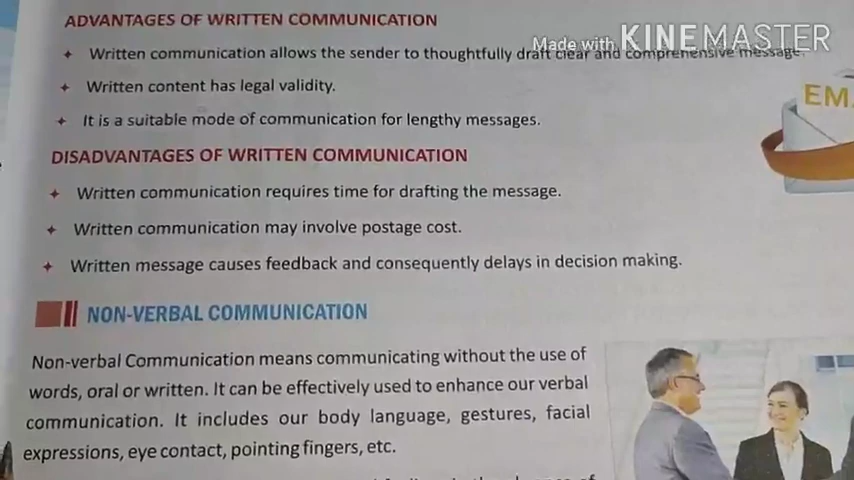 ADVANTAGES OF WRITTEN COMMUNICATION
Made with KINEMASTER
Written communication allows the sender to thoughtfully draft clear and comprehensive message.
Written content has legal validity.
EM
It is a suitable mode of communication for lengthy messages.
DISADVANTAGES OF WRITTEN COMMUNICATION
Written communication requires time for drafting the message.
Written communication may involve postage cost.
Written message causes feedback and consequently delays in decision making.
NON-VERBAL COMMUNICATION
Non-verbal Communication means communicating without the use of
words, oral or written. It can be effectively used to enhance our verbal
communication. It includes our body language, gestures, facial
expressions, eye contact, pointing fingers, etc.